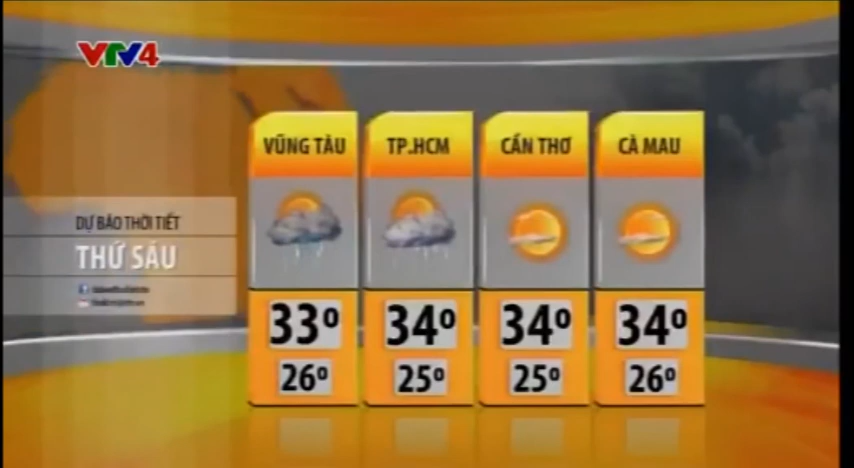 VTV4
VŨNG TÀU
TP.HCM
CẦN THƠ
CÀ MAU
DỰ BÁO THỜI TIẾT
THỨ SÁU
33º
34º
34º
34º
26º
25º
25º
26º